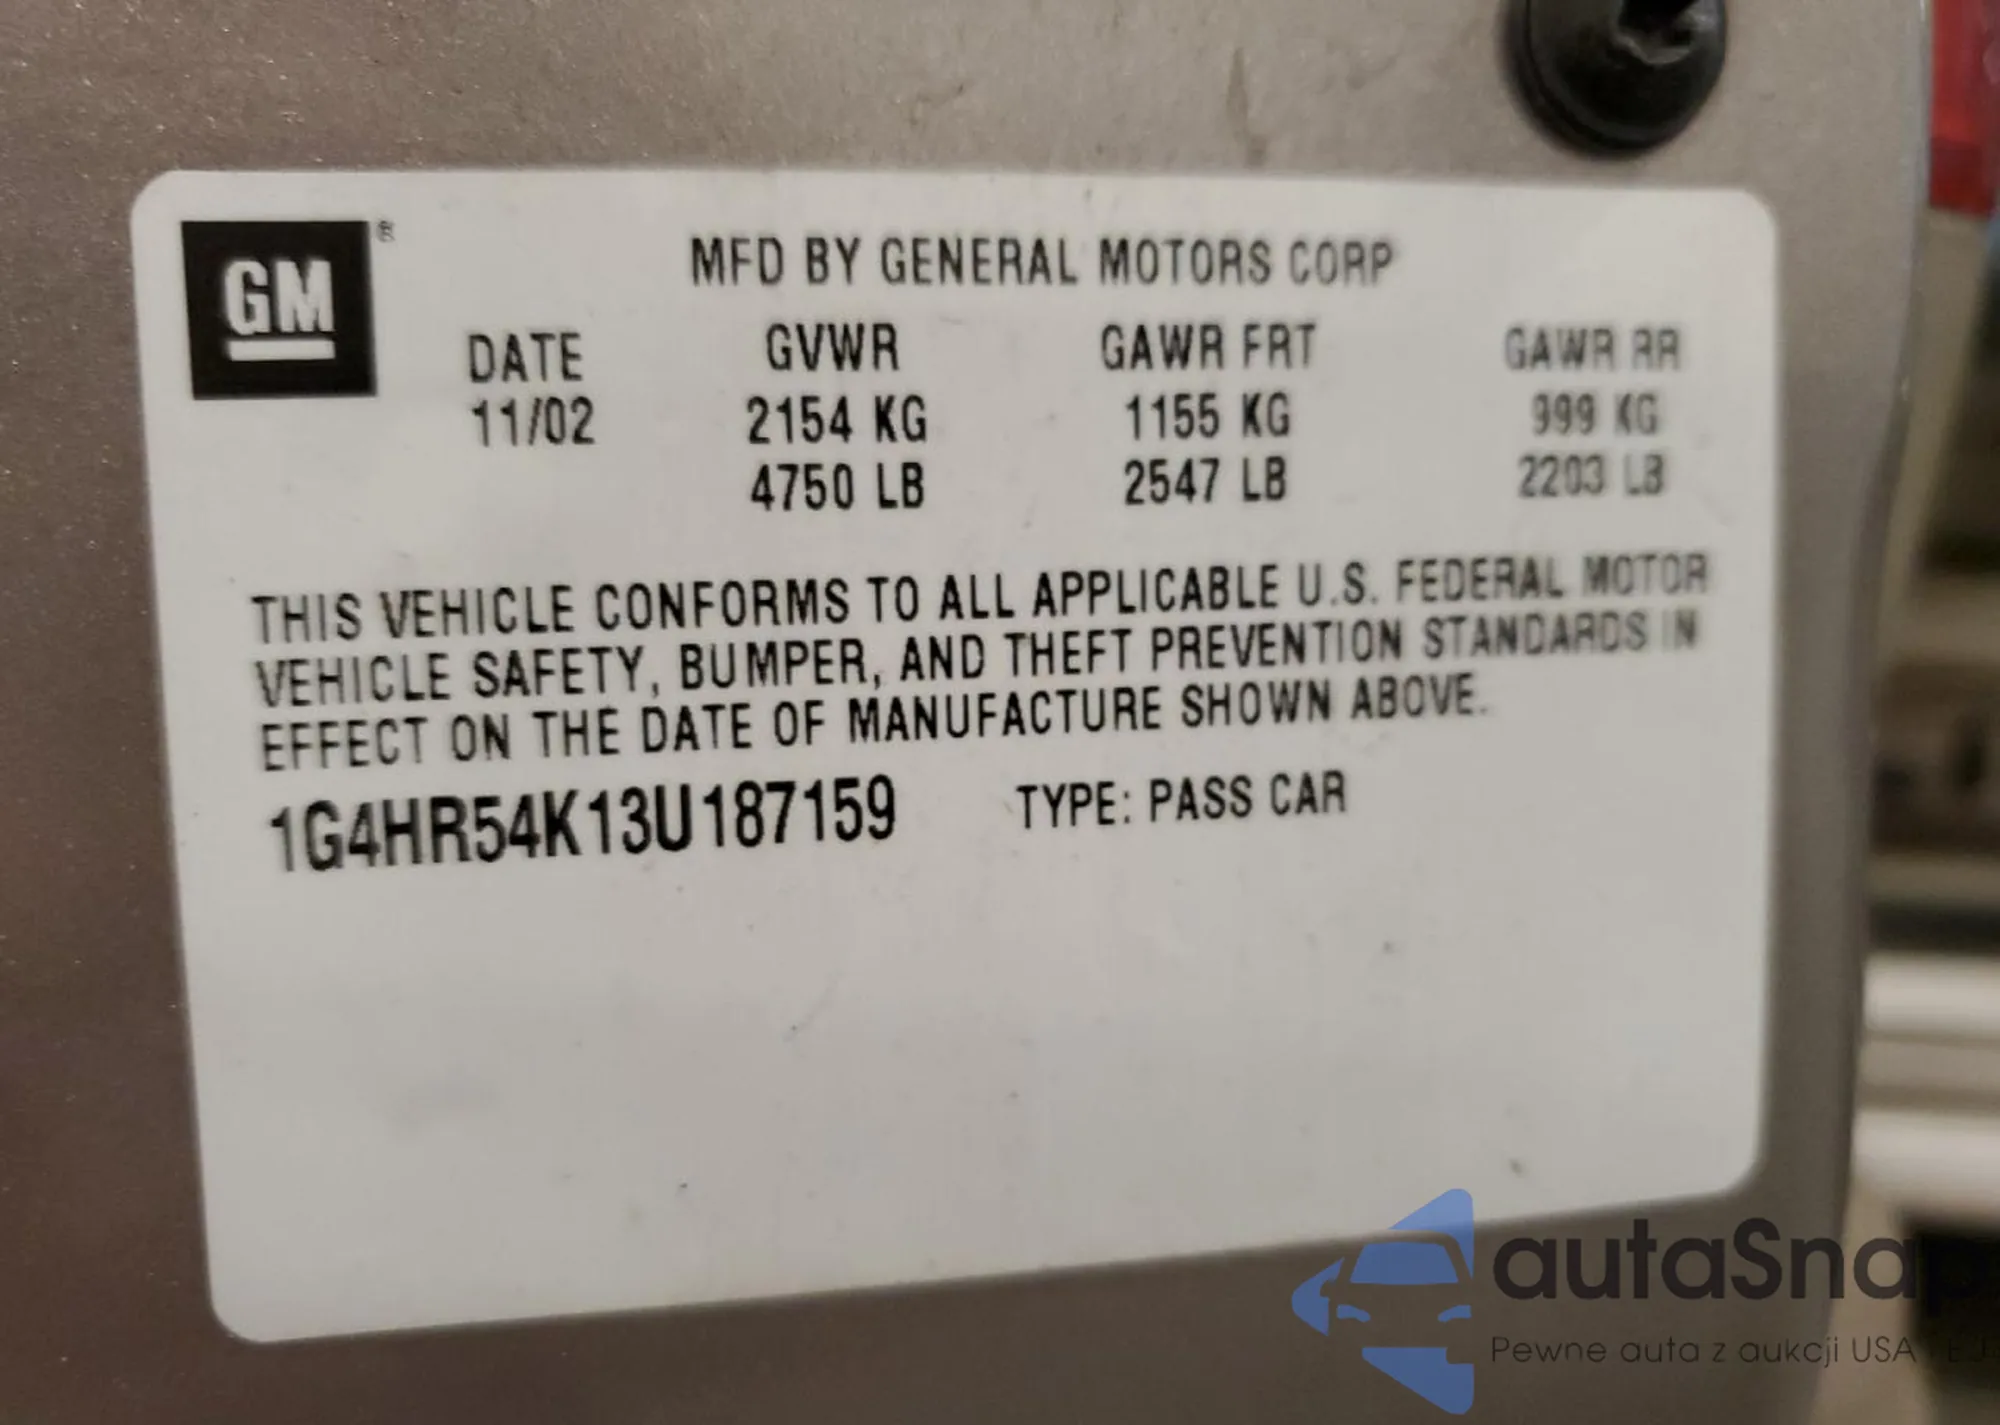 GM ®
MFD BY GENERAL MOTORS CORP
DATE GVWR GAWR FRT GAWR RR
11/02 2154 KG 1155 KG 999 KG
4750 LB 2547 LB 2203 LB
THIS VEHICLE CONFORMS TO ALL APPLICABLE U.S. FEDERAL MOTOR
VEHICLE SAFETY, BUMPER, AND THEFT PREVENTION STANDARDS IN
EFFECT ON THE DATE OF MANUFACTURE SHOWN ABOVE.
1G4HR54K13U187159 TYPE: PASS CAR
autaSnap
Pewne auta z aukcji USA